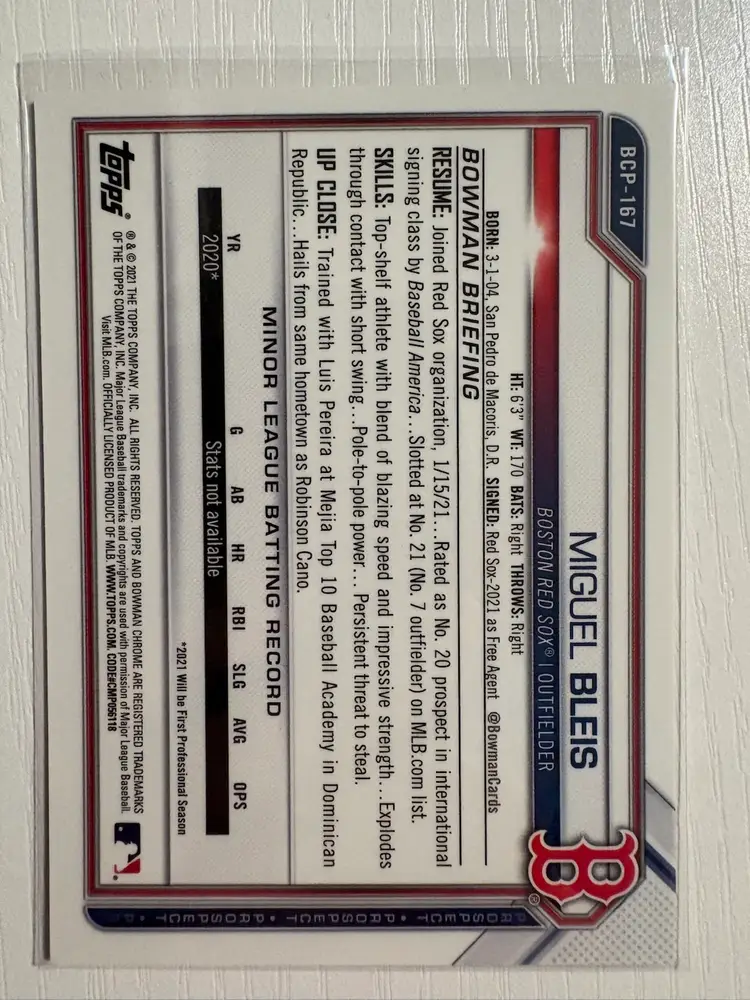 BCP-167
MIGUEL BLEIS
BOSTON RED SOX® | OUTFIELDER
HT: 6'3" WT: 170 BATS: Right THROWS: Right
BORN: 3-1-04, San Pedro de Macoris, D.R. SIGNED: Red Sox-2021 as Free Agent @BowmanCards
BOWMAN BRIEFING
RESUME: Joined Red Sox organization, 1/15/21...Rated as No. 20 prospect in international
signing class by Baseball America...Slotted at No. 21 (No. 7 outfielder) on MLB.com list.
SKILLS: Top-shelf athlete with blend of blazing speed and impressive strength...Explodes
through contact with short swing...Pole-to-pole power... Persistent threat to steal.
UP CLOSE: Trained with Luis Pereira at Mejia Top 10 Baseball Academy in Dominican
Republic...Hails from same hometown as Robinson Cano.
MINOR LEAGUE BATTING RECORD
YR G AB HR RBI SLG AVG OPS
2020* Stats not available
*2021 Will be First Professional Season
topps®
® & © 2021 THE TOPPS COMPANY, INC. ALL RIGHTS RESERVED. TOPPS AND BOWMAN CHROME ARE REGISTERED TRADEMARKS
OF THE TOPPS COMPANY, INC. Major League Baseball trademarks and copyrights are used with permission of Major League Baseball.
Visit MLB.com. OFFICIALLY LICENSED PRODUCT OF MLB. WWW.TOPPS.COM. CODE#CMP056118
B
®